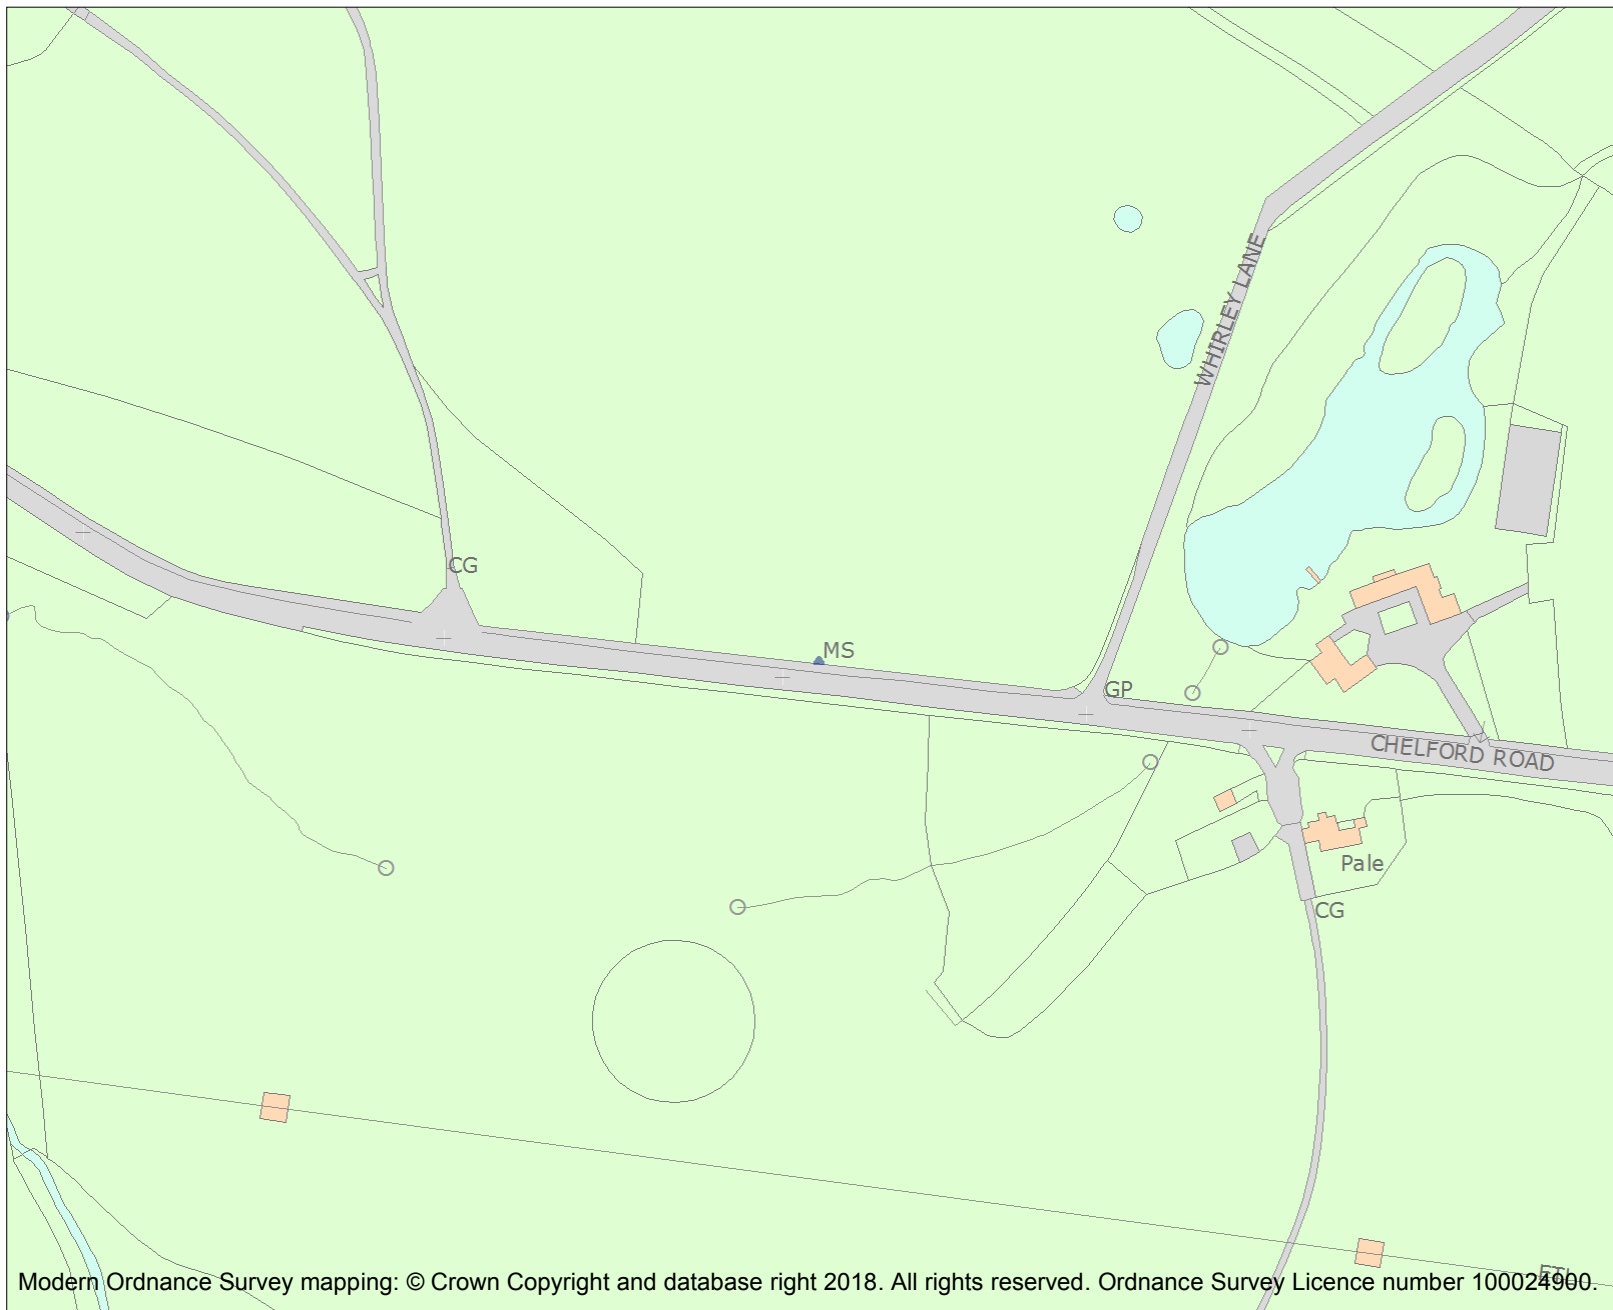 WHIRLEY LANE
CG
MS
GP
CHELFORD ROAD
Pale
CG
ETL
Modern Ordnance Survey mapping: © Crown Copyright and database right 2018. All rights reserved. Ordnance Survey Licence number 100024900.